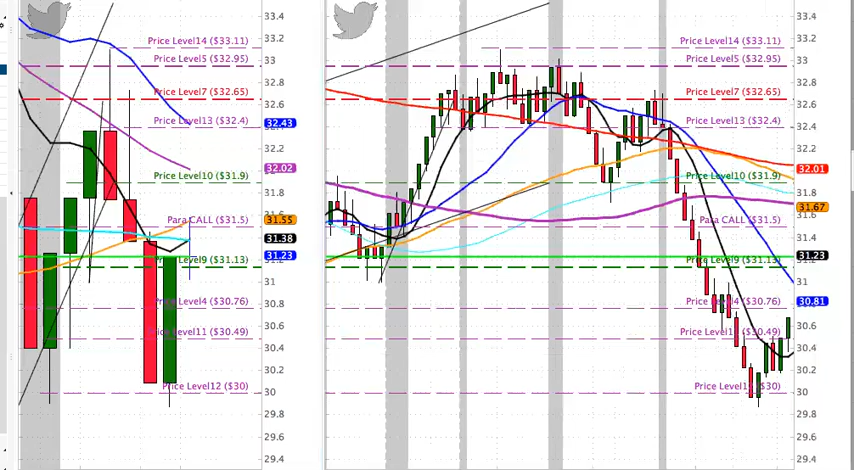 33.4
Price Level14 ($33.11)
33.2
Price Level5 ($32.95)
33
32.8
Price Level7 ($32.65)
32.6
32.43
Price Level13 ($32.4)
32.2
32.02
Price Level10 ($31.9)
31.8
31.55
Para CALL ($31.5)
31.38
31.23
Level9 ($31.13)
31
30.8
Price Level4 ($30.76)
30.6
Price Level11 ($30.49)
30.4
30.2
Price Level12 ($30)
30
29.8
29.6
29.4
33.4
Price Level14 ($33.11)
33.2
Price Level5 ($32.95)
33
32.8
Price Level7 ($32.65)
32.6
Price Level13 ($32.4)
32.4
32.2
32.01
Price Level10 ($31.9)
31.8
31.67
Para CALL ($31.5)
31.4
31.23
Price Level9 ($31.13)
31
30.81
($30.76)
30.6
($30.49)
30.4
30.2
($30)
30
29.8
29.6
29.4